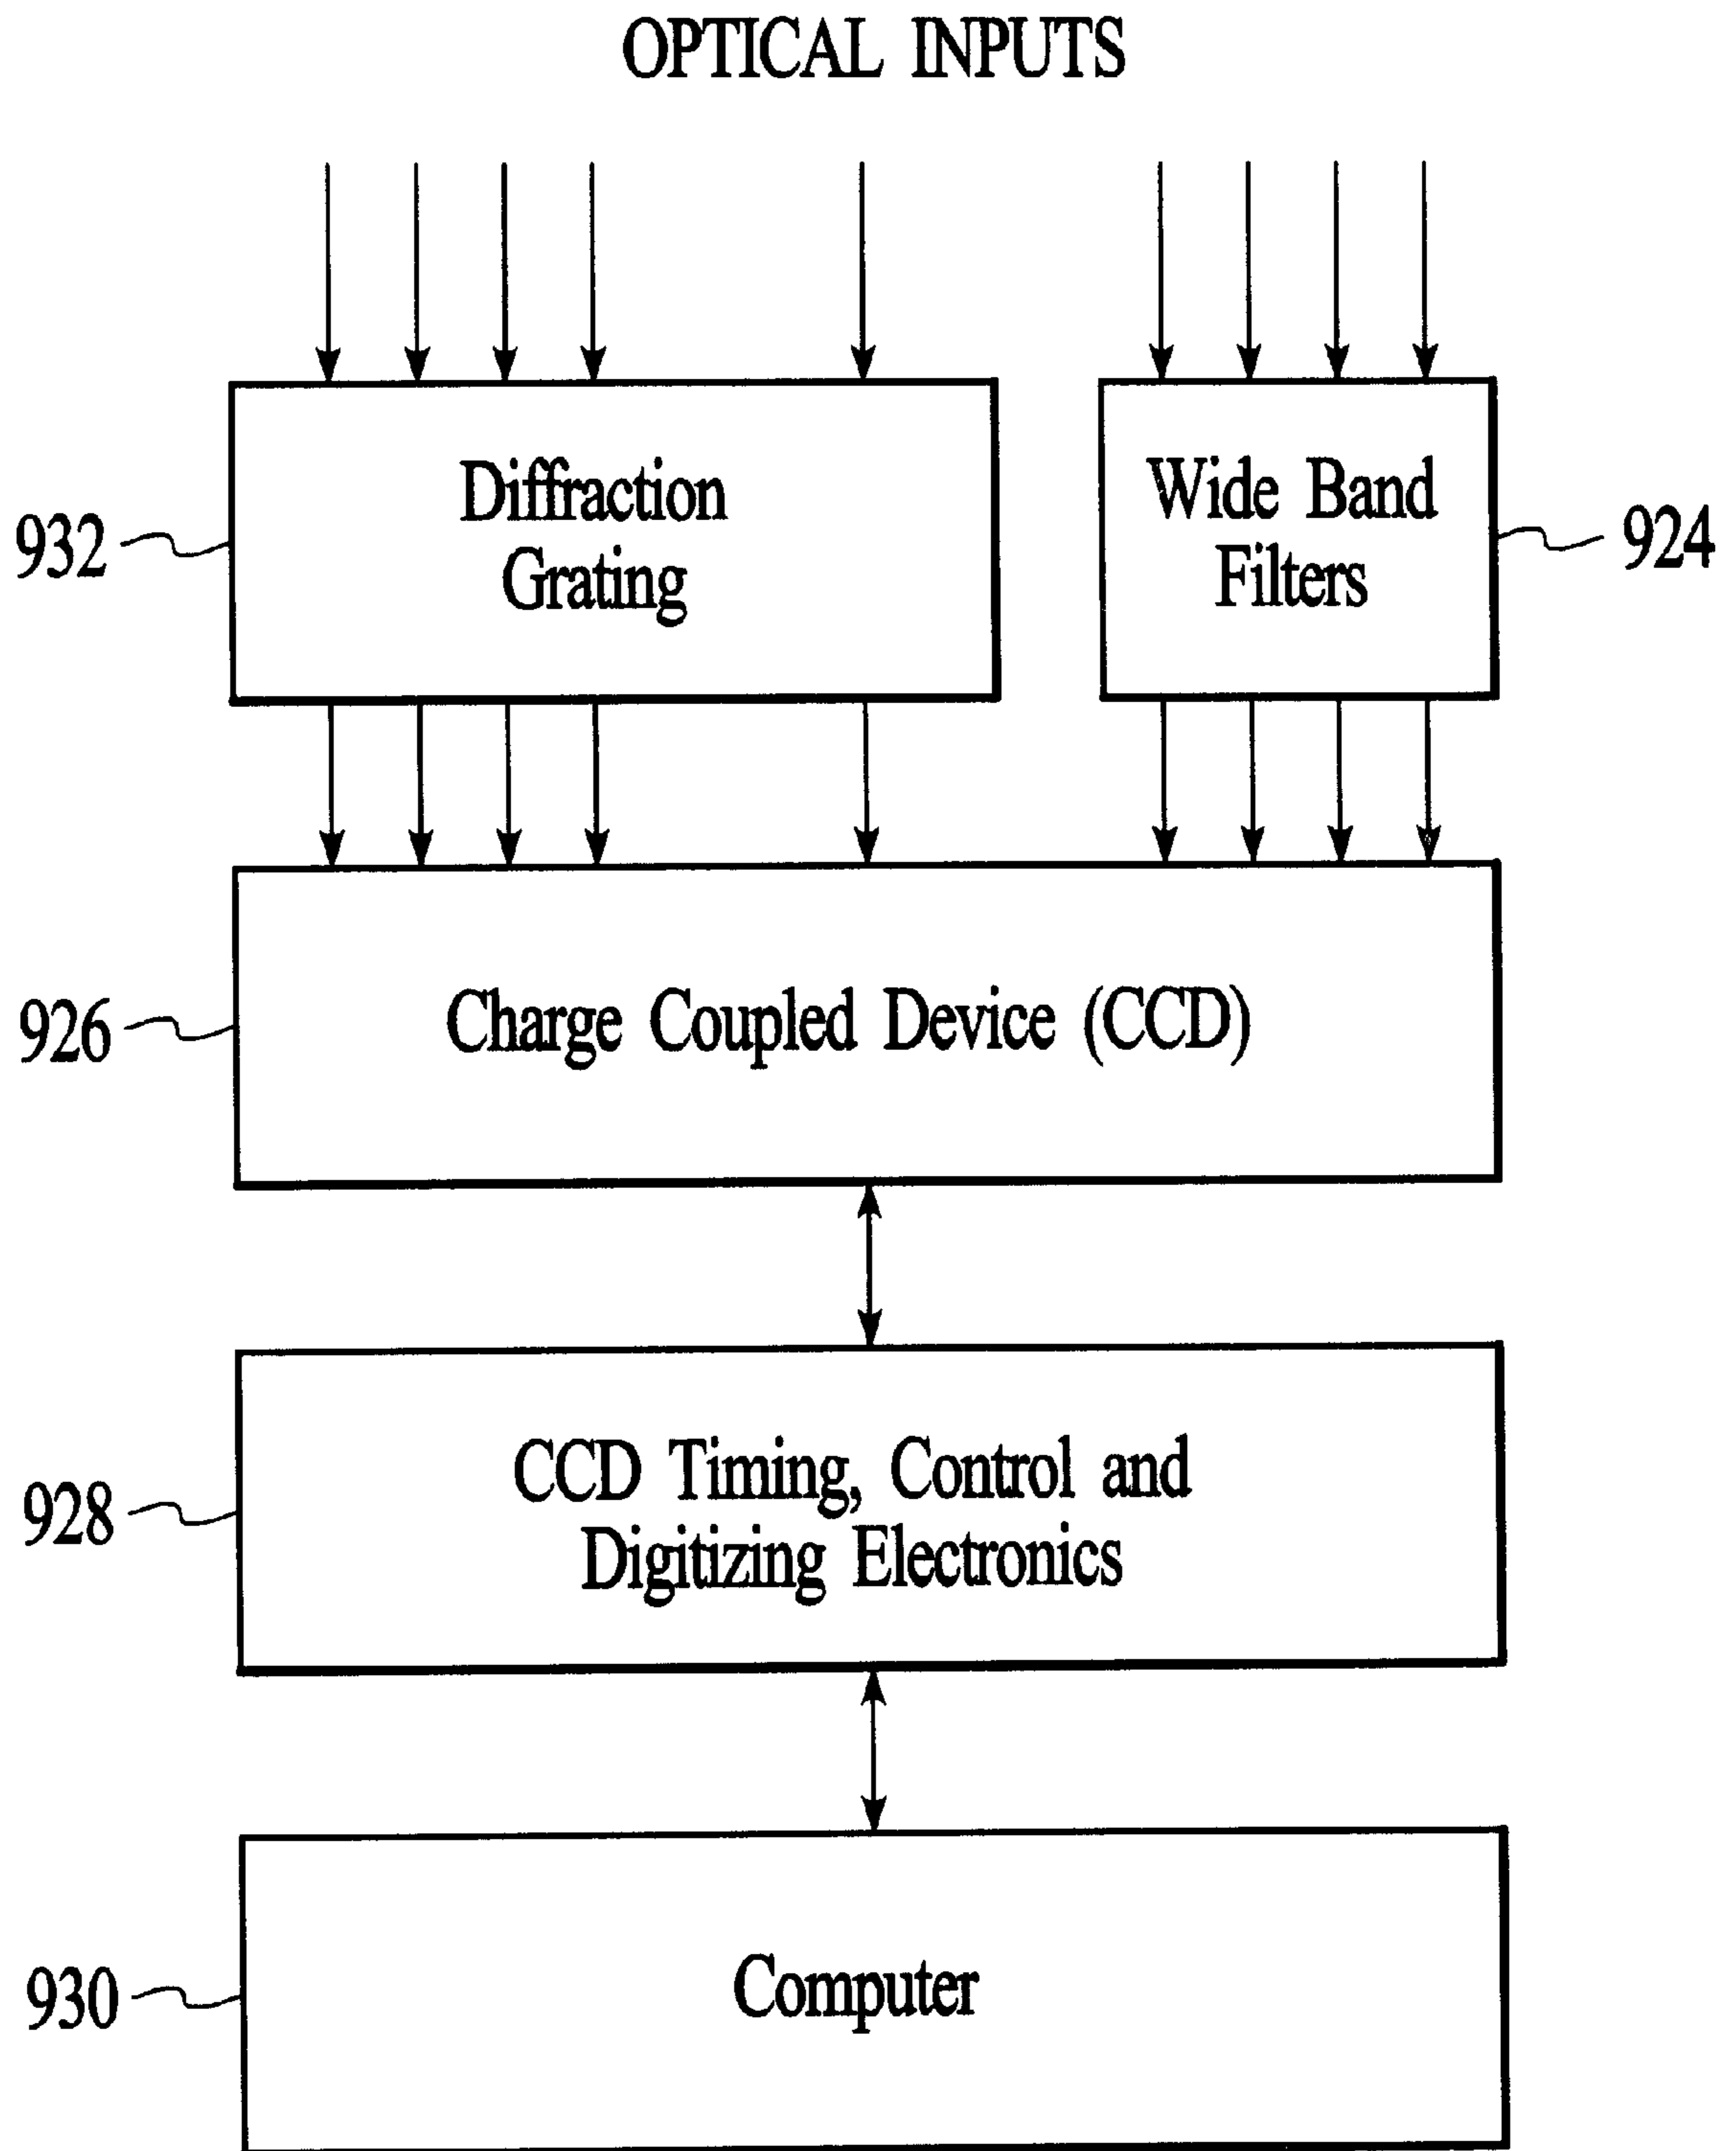 OPTICAL INPUTS
Diffraction
Grating
932
Wide Band
Filters
924
Charge Coupled Device (CCD)
926
CCD Timing, Control and
Digitizing Electronics
928
Computer
930